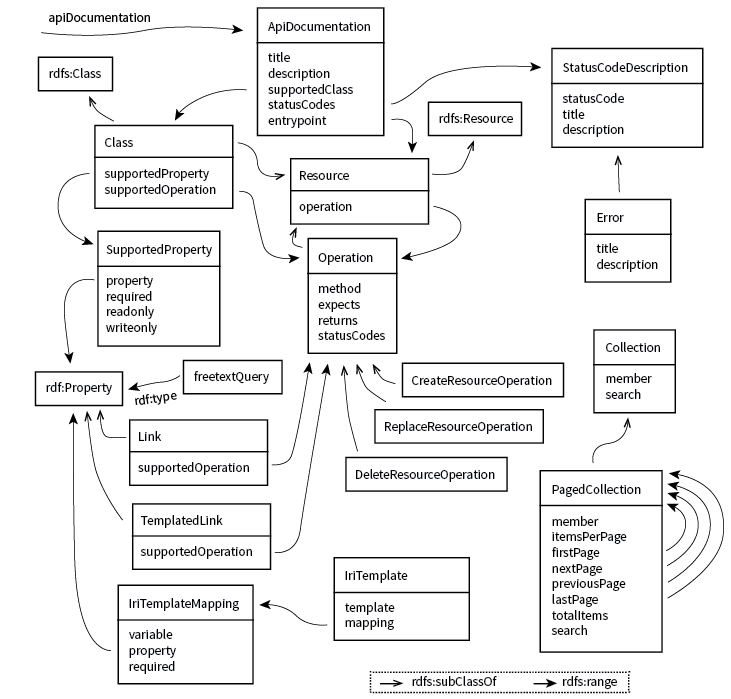 apiDocumentation
ApiDocumentation
title
description
supportedClass
statusCodes
entrypoint
rdfs:Class
StatusCodeDescription
statusCode
title
description
rdfs:Resource
Class
supportedProperty
supportedOperation
Resource
operation
Error
title
description
SupportedProperty
property
required
readonly
writeonly
Operation
method
expects
returns
statusCodes
Collection
member
search
rdf:Property
freetextQuery
rdf:type
CreateResourceOperation
ReplaceResourceOperation
DeleteResourceOperation
Link
supportedOperation
TemplatedLink
supportedOperation
PagedCollection
member
itemsPerPage
firstPage
nextPage
previousPage
lastPage
totalItems
search
IriTemplate
template
mapping
IriTemplateMapping
variable
property
required
rdfs:subClassOf
rdfs:range